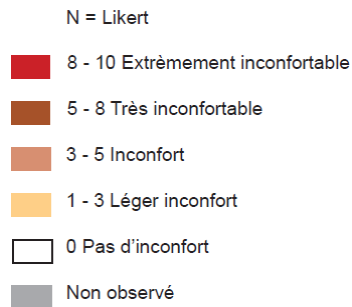 N = Likert
8 - 10 Extrèmement inconfortable
5 - 8 Très inconfortable
3 - 5 Inconfort
1 - 3 Léger inconfort
0 Pas d'inconfort
Non observé